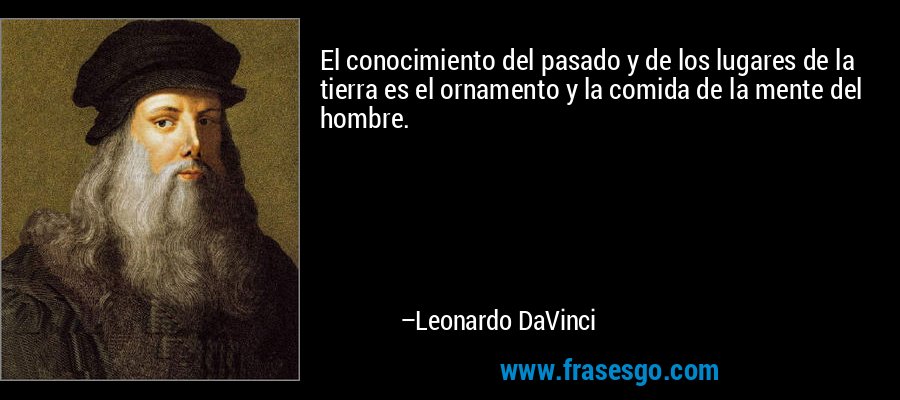 El conocimiento del pasado y de los lugares de la
tierra es el ornamento y la comida de la mente del
hombre.
–Leonardo DaVinci
www.frasesgo.com